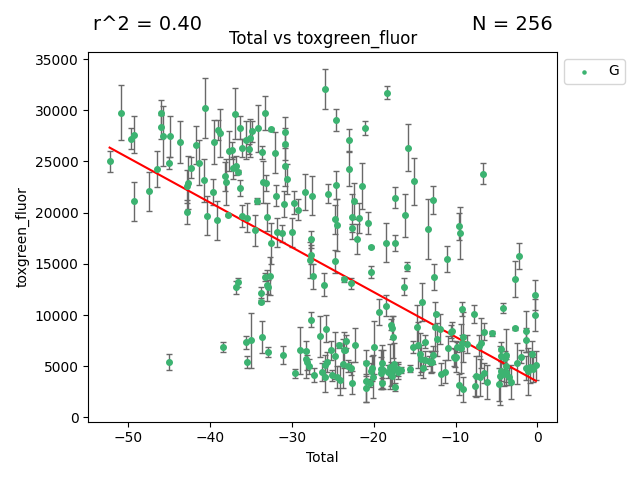 r^2 = 0.40 N = 256
Total vs toxgreen_fluor
35000
30000
25000
20000
15000
10000
5000
0
toxgreen_fluor
−50 −40 −30 −20 −10 0
Total
G